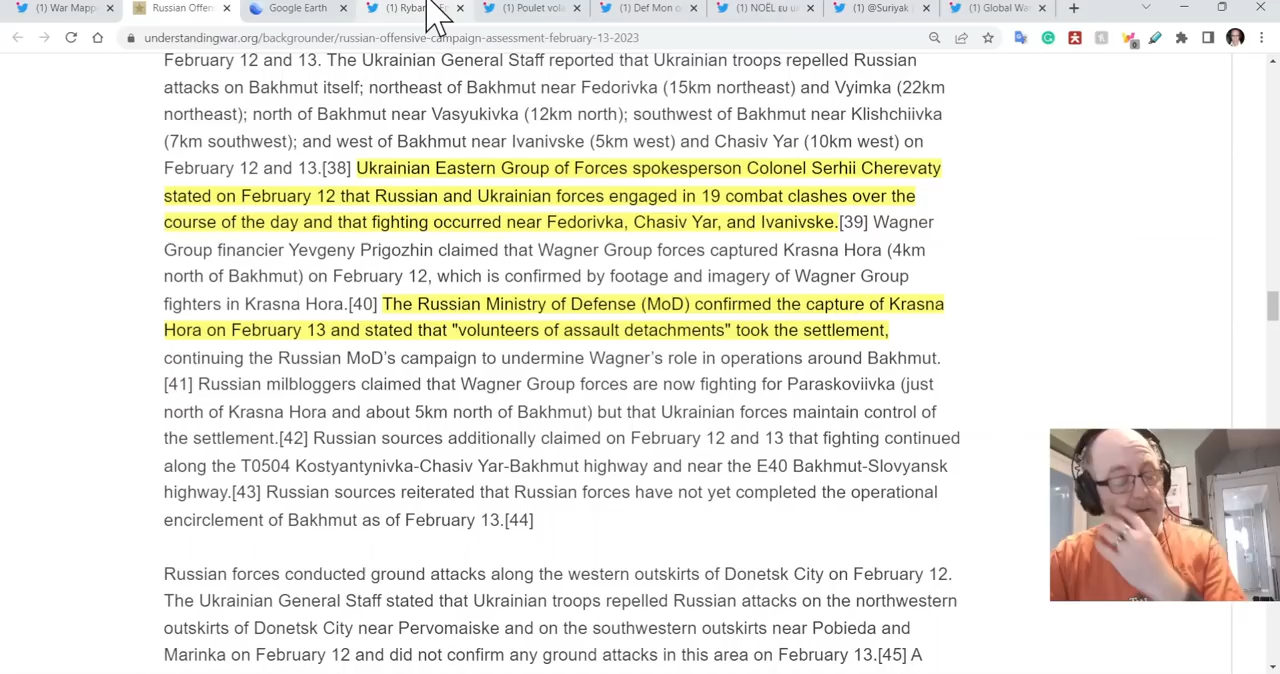 (1) War Mapp
Russian Offen
Google Earth
(1) Rybar
(1) Poulet vola
(1) Def Mon o
(1) NOËL EU u
(1) @Suriyak
(1) Global Wa
understandingwar.org/backgrounder/russian-offensive-campaign-assessment-february-13-2023
February 12 and 13. The Ukrainian General Staff reported that Ukrainian troops repelled Russian
attacks on Bakhmut itself; northeast of Bakhmut near Fedorivka (15km northeast) and Vyimka (22km
northeast); north of Bakhmut near Vasyukivka (12km north); southwest of Bakhmut near Klishchiivka
(7km southwest); and west of Bakhmut near Ivanivske (5km west) and Chasiv Yar (10km west) on
February 12 and 13.[38] Ukrainian Eastern Group of Forces spokesperson Colonel Serhii Cherevaty
stated on February 12 that Russian and Ukrainian forces engaged in 19 combat clashes over the
course of the day and that fighting occurred near Fedorivka, Chasiv Yar, and Ivanivske.[39] Wagner
Group financier Yevgeny Prigozhin claimed that Wagner Group forces captured Krasna Hora (4km
north of Bakhmut) on February 12, which is confirmed by footage and imagery of Wagner Group
fighters in Krasna Hora.[40] The Russian Ministry of Defense (MoD) confirmed the capture of Krasna
Hora on February 13 and stated that "volunteers of assault detachments" took the settlement,
continuing the Russian MoD's campaign to undermine Wagner's role in operations around Bakhmut.
[41] Russian milbloggers claimed that Wagner Group forces are now fighting for Paraskoviivka (just
north of Krasna Hora and about 5km north of Bakhmut) but that Ukrainian forces maintain control of
the settlement.[42] Russian sources additionally claimed on February 12 and 13 that fighting continued
along the T0504 Kostyantynivka-Chasiv Yar-Bakhmut highway and near the E40 Bakhmut-Slovyansk
highway.[43] Russian sources reiterated that Russian forces have not yet completed the operational
encirclement of Bakhmut as of February 13.[44]
Russian forces conducted ground attacks along the western outskirts of Donetsk City on February 12.
The Ukrainian General Staff stated that Ukrainian troops repelled Russian attacks on the northwestern
outskirts of Donetsk City near Pervomaiske and on the southwestern outskirts near Pobieda and
Marinka on February 12 and did not confirm any ground attacks in this area on February 13.[45] A